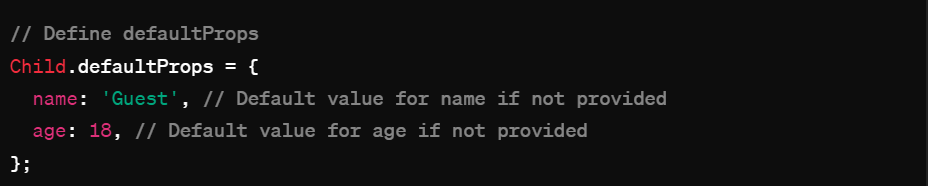 // Define defaultProps
Child.defaultProps = {
  name: 'Guest', // Default value for name if not provided
  age: 18, // Default value for age if not provided
};